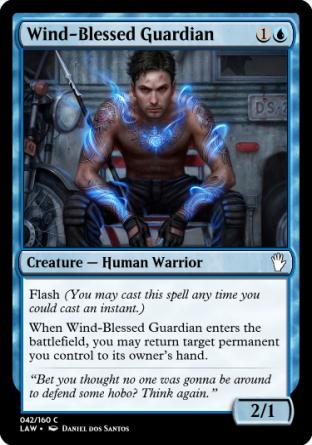 Wind-Blessed Guardian 1
DS·2
Creature — Human Warrior
Flash (You may cast this spell any time you
could cast an instant.)
When Wind-Blessed Guardian enters the
battlefield, you may return target permanent
you control to its owner's hand.
"Bet you thought no one was gonna be around
to defend some hobo? Think again."
2/1
042/160 C
LAW • Daniel dos Santos